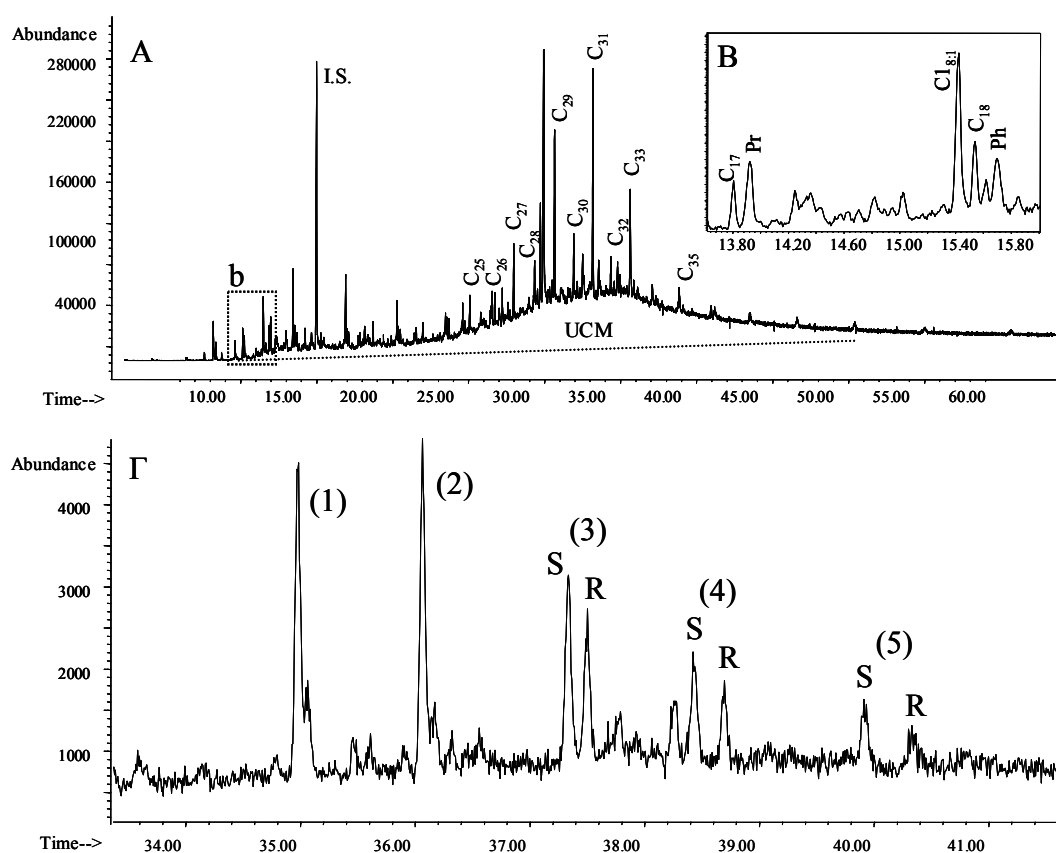 Abundance
A
280000
220000
160000
100000
40000
I.S.
b
C25
C26
C27
C28
C29
C30
C31
C32
C33
C35
UCM
Time-->
10.00 15.00 20.00 25.00 30.00 35.00 40.00 45.00 50.00 55.00 60.00
B
C17
Pr
C18:1
C18
Ph
13.80 14.20 14.60 15.00 15.40 15.80
Abundance
Γ
4000
3000
2000
1000
(1)
(2)
(3)
S
R
(4)
S
R
(5)
S
R
Time-->
34.00 35.00 36.00 37.00 38.00 39.00 40.00 41.00